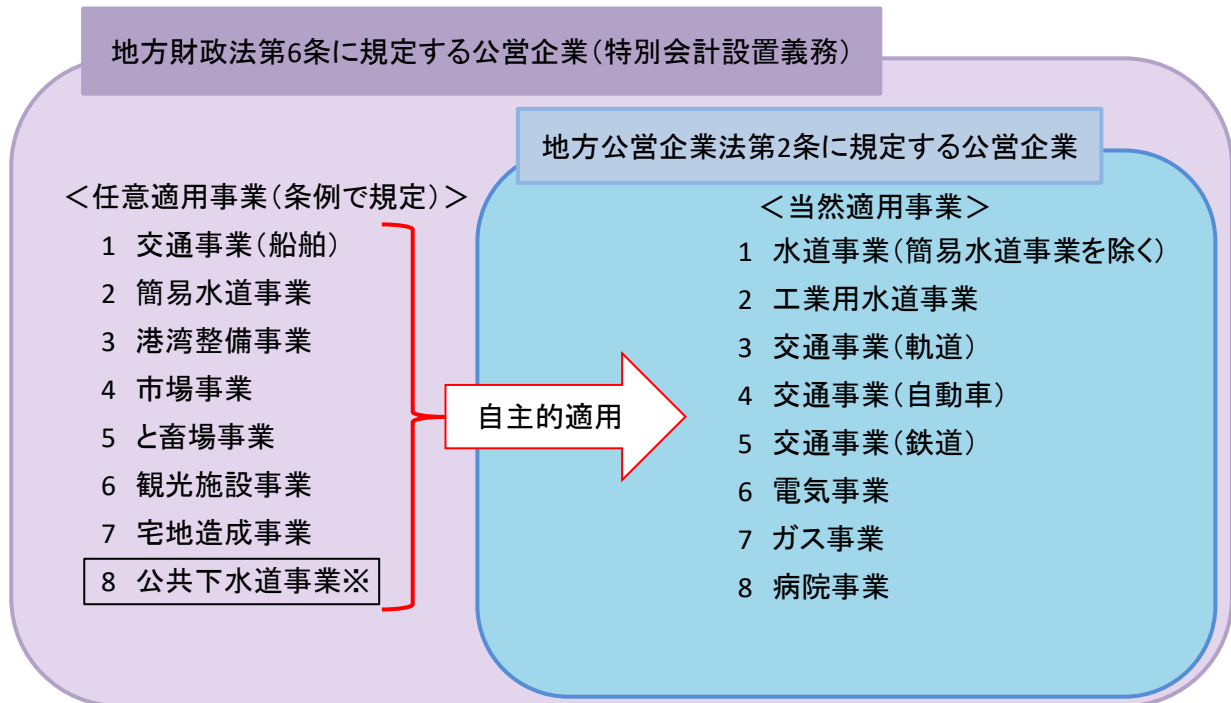 地方財政法第6条に規定する公営企業（特別会計設置義務）
地方公営企業法第2条に規定する公営企業
＜任意適用事業（条例で規定）＞
1 交通事業（船舶）
2 簡易水道事業
3 港湾整備事業
4 市場事業
5 と畜場事業
6 観光施設事業
7 宅地造成事業
8 公共下水道事業※
自主的適用
＜当然適用事業＞
1 水道事業（簡易水道事業を除く）
2 工業用水道事業
3 交通事業（軌道）
4 交通事業（自動車）
5 交通事業（鉄道）
6 電気事業
7 ガス事業
8 病院事業